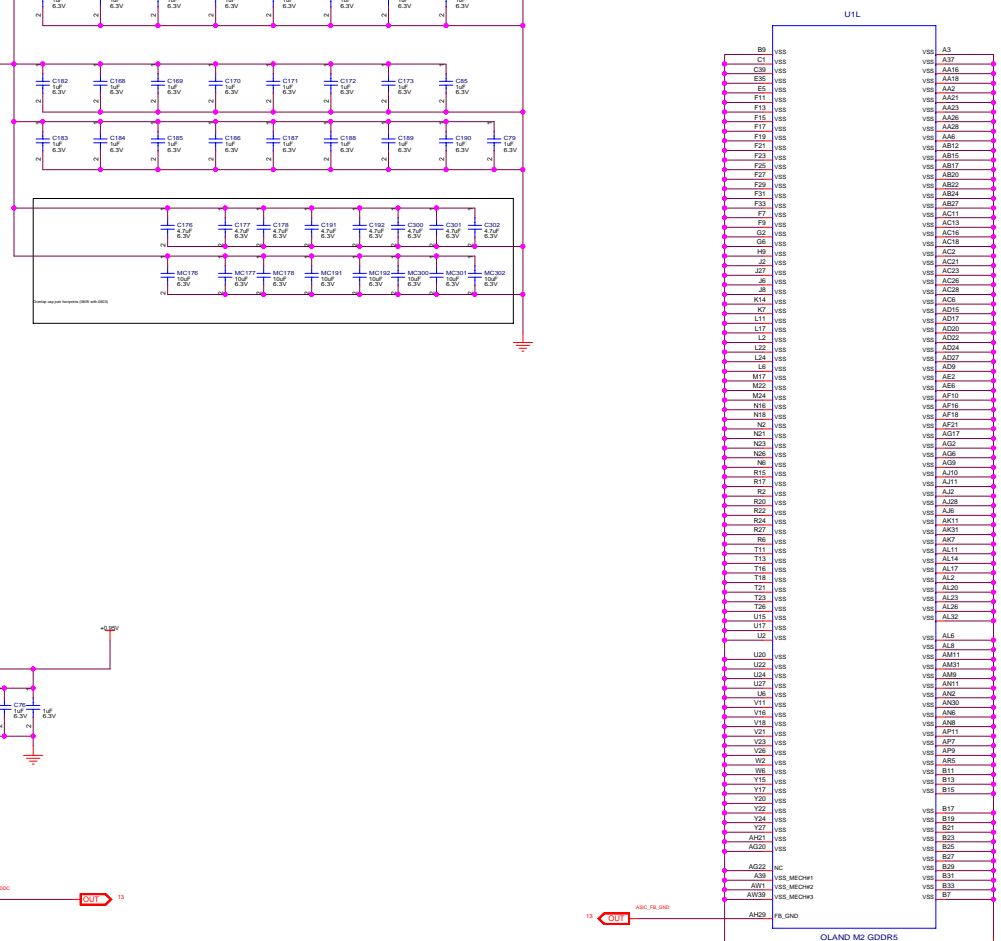 U1L
C182 1uF 6.3V
C168 1uF 6.3V
C169 1uF 6.3V
C170 1uF 6.3V
C171 1uF 6.3V
C172 1uF 6.3V
C173 1uF 6.3V
C85 1uF 6.3V
C183 1uF 6.3V
C184 1uF 6.3V
C185 1uF 6.3V
C186 1uF 6.3V
C187 1uF 6.3V
C188 1uF 6.3V
C189 1uF 6.3V
C190 1uF 6.3V
C79 1uF 6.3V
C176 4.7uF 6.3V
C177 4.7uF 6.3V
C178 4.7uF 6.3V
C191 4.7uF 6.3V
C192 4.7uF 6.3V
C300 4.7uF 6.3V
C301 4.7uF 6.3V
C302 4.7uF 6.3V
MC176 10uF 6.3V
MC177 10uF 6.3V
MC178 10uF 6.3V
MC191 10uF 6.3V
MC192 10uF 6.3V
MC300 10uF 6.3V
MC301 10uF 6.3V
MC302 10uF 6.3V
+0.95V
C76 1uF 6.3V
1uF 6.3V
OUT 13
B9 VSS VSS A3
C1 VSS VSS A37
C39 VSS VSS AA16
E35 VSS VSS AA18
E5 VSS VSS AA2
F11 VSS VSS AA21
F13 VSS VSS AA23
F15 VSS VSS AA26
F17 VSS VSS AA28
F19 VSS VSS AA6
F21 VSS VSS AB12
F23 VSS VSS AB15
F25 VSS VSS AB17
F27 VSS VSS AB20
F29 VSS VSS AB22
F31 VSS VSS AB24
F33 VSS VSS AB27
F7 VSS VSS AC11
F9 VSS VSS AC13
G2 VSS VSS AC16
G6 VSS VSS AC18
H9 VSS VSS AC2
J2 VSS VSS AC21
J27 VSS VSS AC23
J6 VSS VSS AC26
J8 VSS VSS AC28
K14 VSS VSS AC6
K7 VSS VSS AD15
L11 VSS VSS AD17
L17 VSS VSS AD20
L2 VSS VSS AD22
L22 VSS VSS AD24
L24 VSS VSS AD27
L6 VSS VSS AD9
M17 VSS VSS AE2
M22 VSS VSS AE6
M24 VSS VSS AF10
N16 VSS VSS AF16
N18 VSS VSS AF18
N2 VSS VSS AF21
N21 VSS VSS AG17
N23 VSS VSS AG2
N26 VSS VSS AG6
N6 VSS VSS AG9
R15 VSS VSS AJ10
R17 VSS VSS AJ11
R2 VSS VSS AJ2
R20 VSS VSS AJ28
R22 VSS VSS AJ6
R24 VSS VSS AK11
R27 VSS VSS AK31
R6 VSS VSS AK7
T11 VSS VSS AL11
T13 VSS VSS AL14
T16 VSS VSS AL17
T18 VSS VSS AL2
T21 VSS VSS AL20
T23 VSS VSS AL23
T26 VSS VSS AL26
U15 VSS VSS AL32
U17 VSS
U2 VSS VSS AL6
VSS AL8
U20 VSS VSS AM11
U22 VSS VSS AM31
U24 VSS VSS AM9
U27 VSS VSS AN11
U6 VSS VSS AN2
V11 VSS VSS AN30
V16 VSS VSS AN6
V18 VSS VSS AN8
V21 VSS VSS AP11
V23 VSS VSS AP7
V26 VSS VSS AP9
W2 VSS VSS AR5
W6 VSS VSS B11
Y15 VSS VSS B13
Y17 VSS VSS B15
Y20 VSS
Y22 VSS VSS B17
Y24 VSS VSS B19
Y27 VSS VSS B21
AH21 VSS VSS B23
AG20 VSS VSS B25
VSS B27
AG22 NC VSS B29
A39 VSS_MECH#1 VSS B31
AW1 VSS_MECH#2 VSS B33
AW39 VSS_MECH#3 VSS B7
13 OUT ASIC_FB_GND AH29 FB_GND
OLAND M2 GDDR5